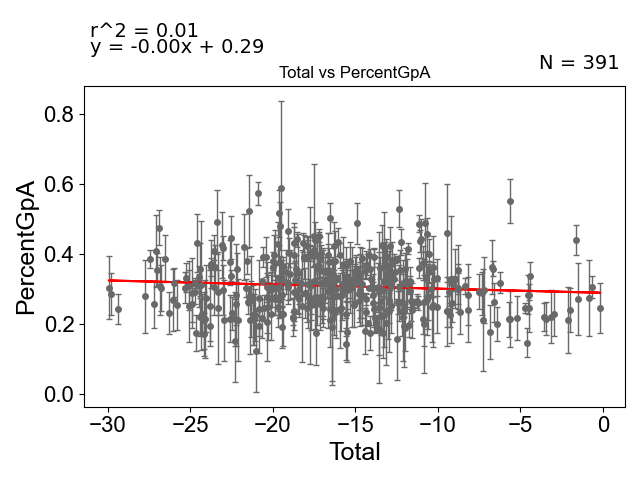 r^2 = 0.01
y = -0.00x + 0.29
N = 391
Total vs PercentGpA
PercentGpA
0.8
0.6
0.4
0.2
0.0
−30
−25
−20
−15
−10
−5
0
Total